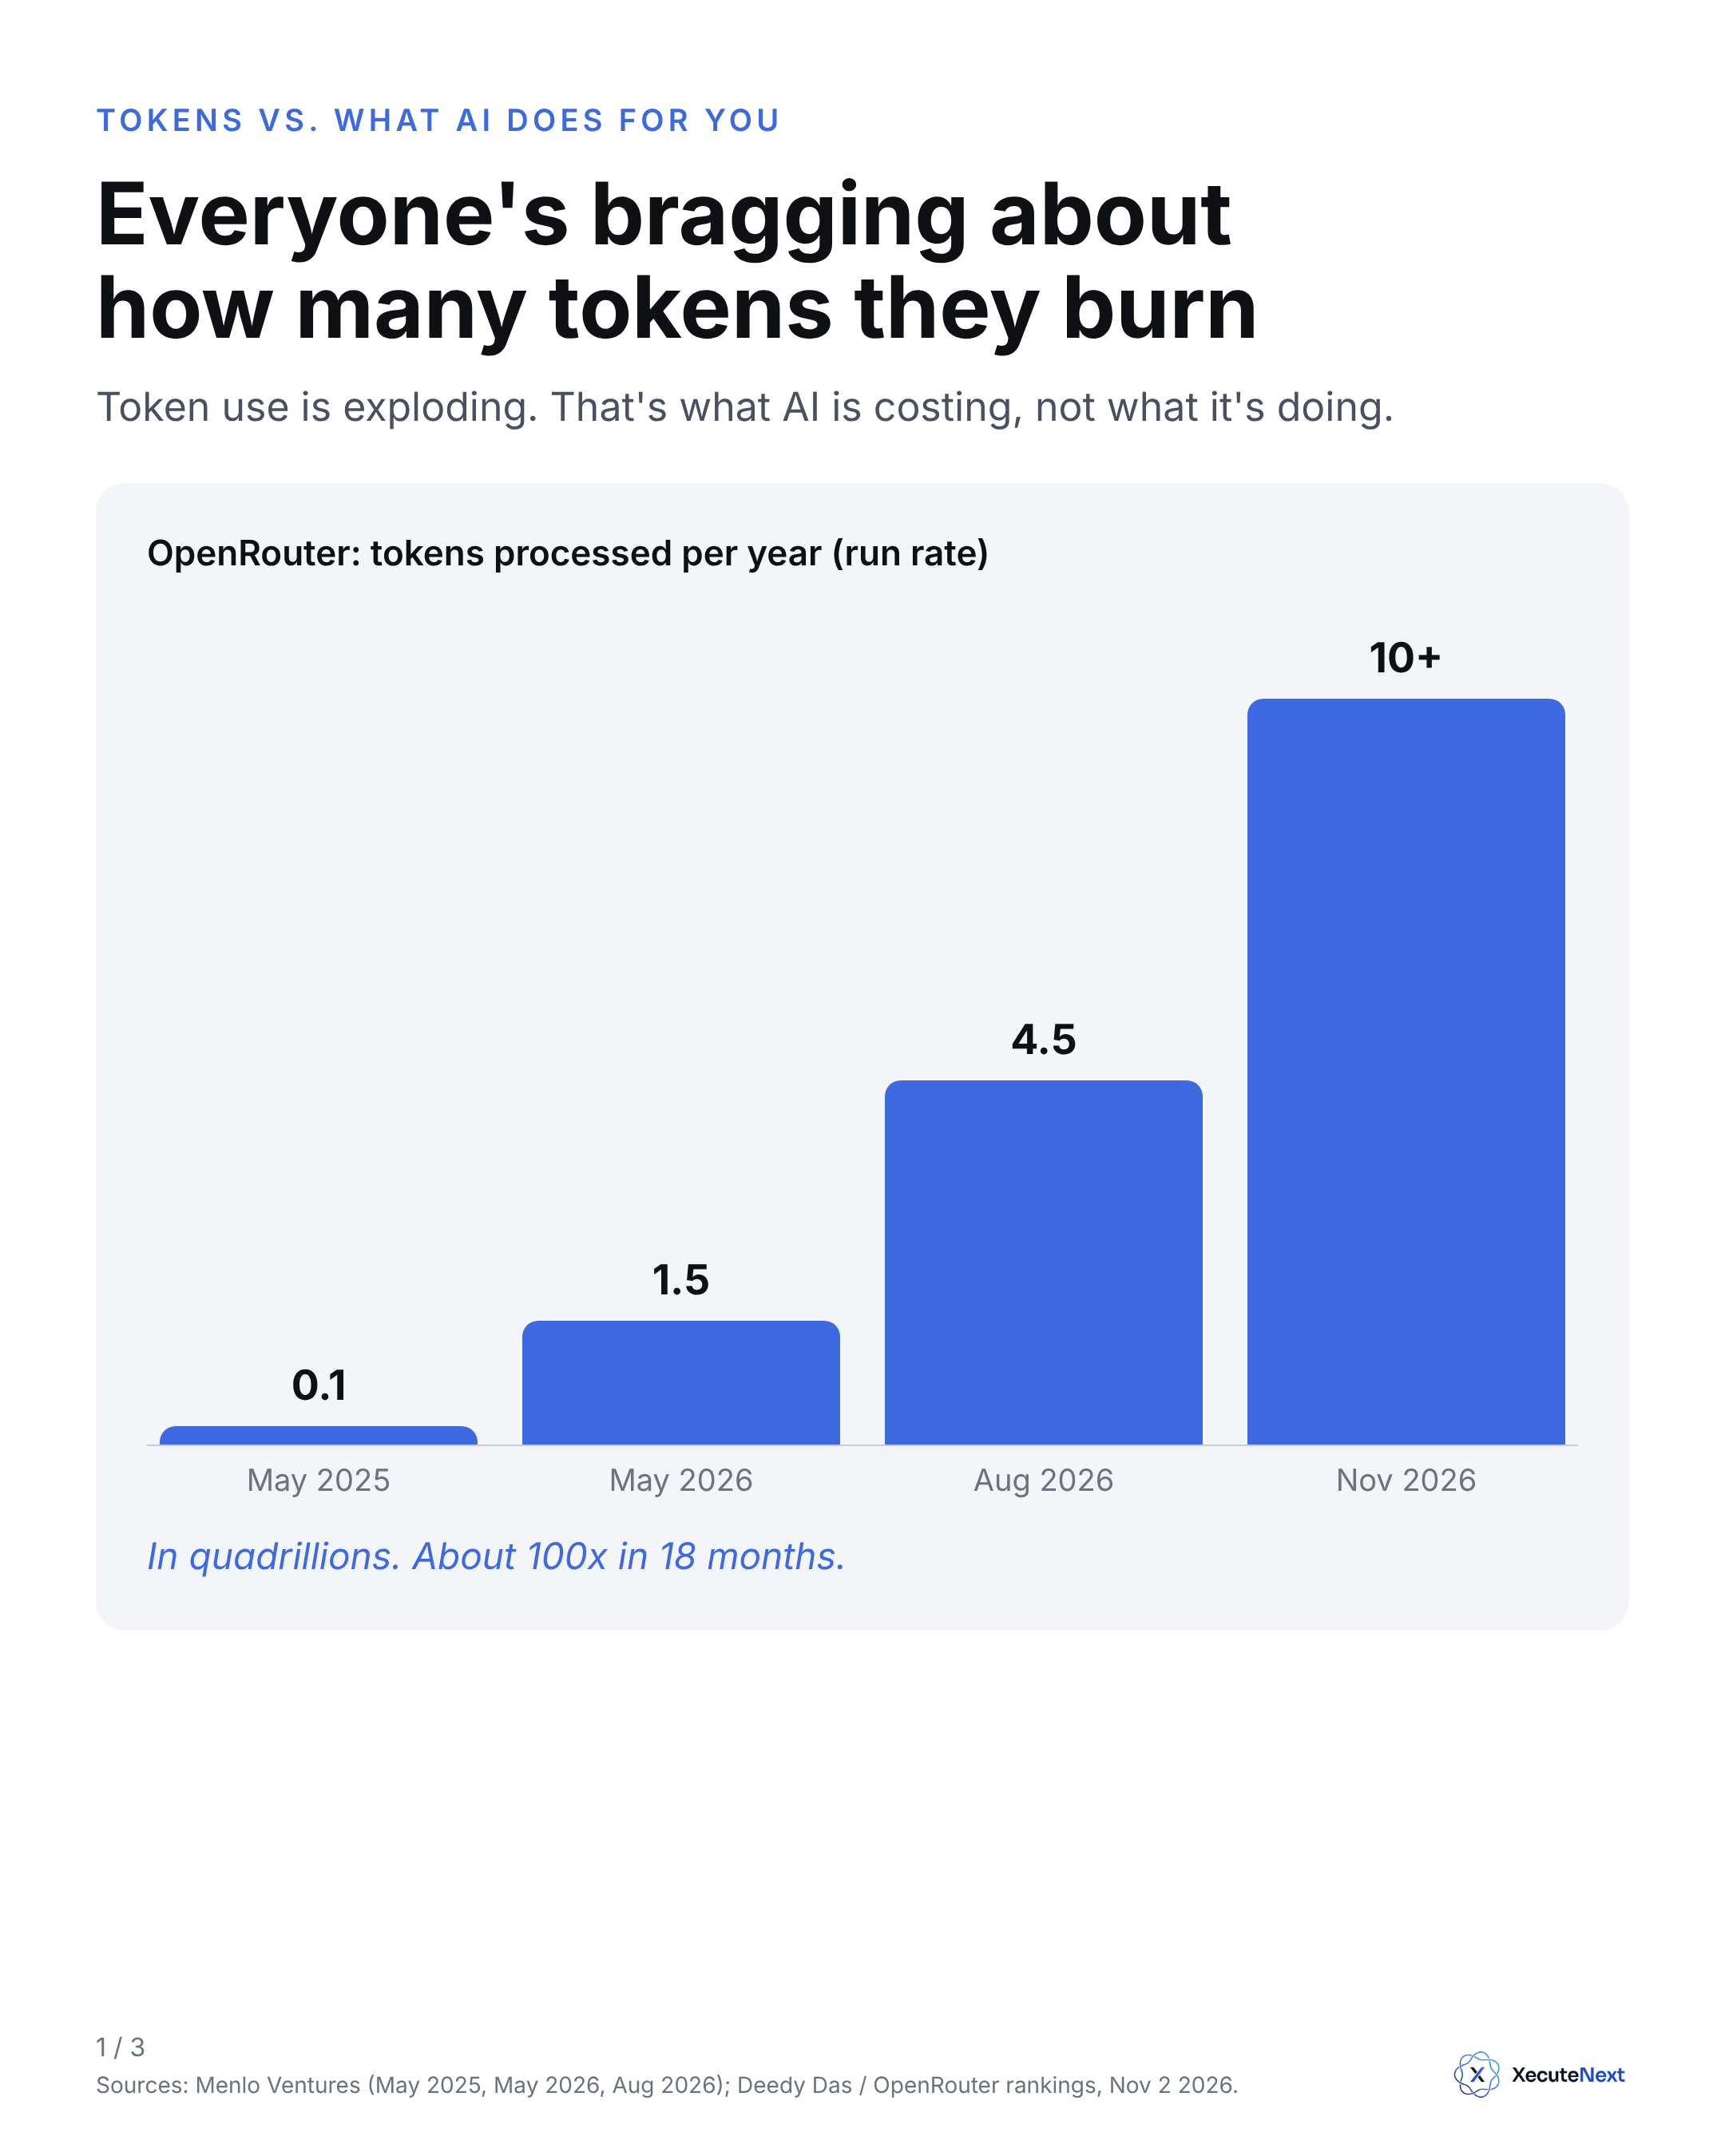 TOKENS VS. WHAT AI DOES FOR YOU
Everyone's bragging about
how many tokens they burn
Token use is exploding. That's what AI is costing, not what it's doing.
OpenRouter: tokens processed per year (run rate)
10+
4.5
1.5
0.1
May 2025
May 2026
Aug 2026
Nov 2026
In quadrillions. About 100x in 18 months.
1 / 3
Sources: Menlo Ventures (May 2025, May 2026, Aug 2026); Deedy Das / OpenRouter rankings, Nov 2 2026.
X XecuteNext